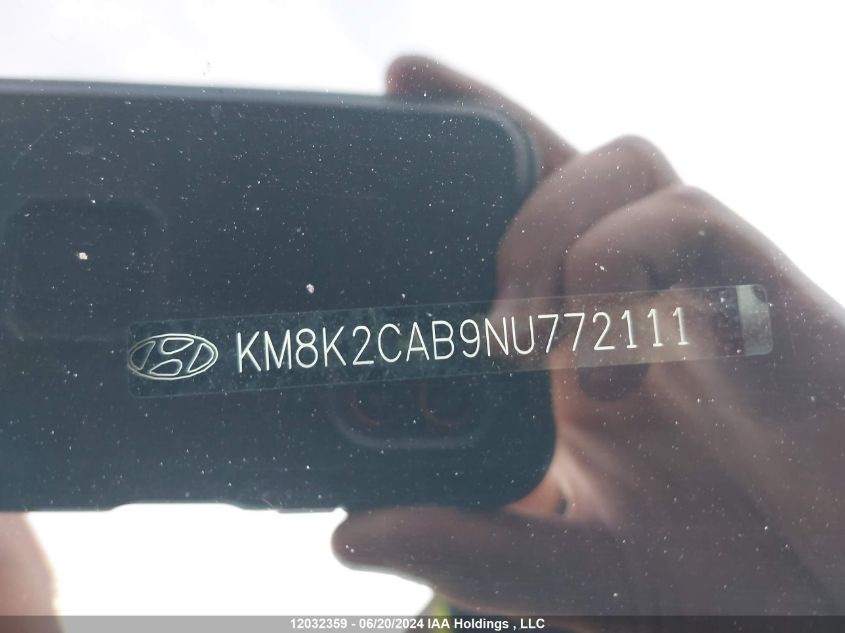 KM8K2CAB9NU772111
12032359 - 06/20/2024 IAA Holdings , LLC